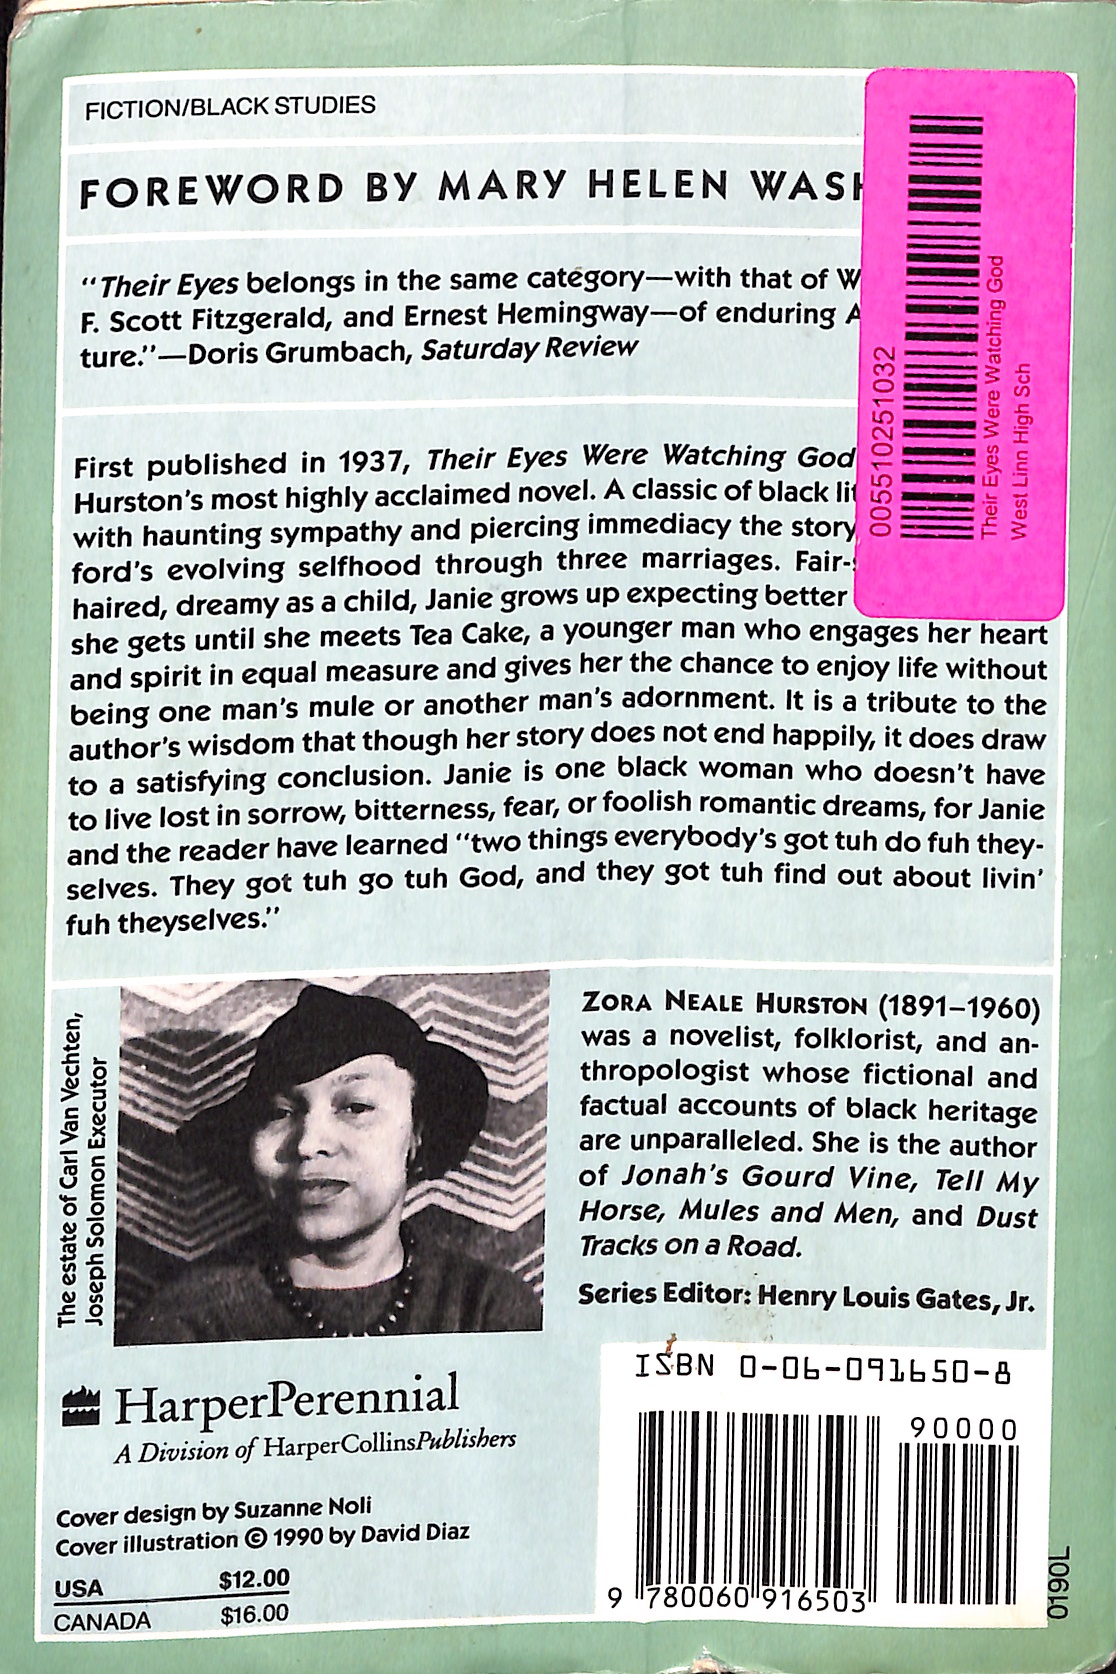 FICTION/BLACK STUDIES
FOREWORD BY MARY HELEN
"Their Eyes belongs in the same category—with that of
F. Scott Fitzgerald, and Ernest Hemingway—of enduring
ture."—Doris Grumbach, Saturday Review
First published in 1937, Their Eyes Were Watching God
Hurston's most highly acclaimed novel. A classic of black
with haunting sympathy and piercing immediacy the story
ford's evolving selfhood through three marriages. Fair-
haired, dreamy as a child, Janie grows up expecting better
she gets until she meets Tea Cake, a younger man who engages her heart
and spirit in equal measure and gives her the chance to enjoy life without
being one man's mule or another man's adornment. It is a tribute to the
author's wisdom that though her story does not end happily, it does draw
to a satisfying conclusion. Janie is one black woman who doesn't have
to live lost in sorrow, bitterness, fear, or foolish romantic dreams, for Janie
and the reader have learned "two things everybody's got tuh do fuh they-
selves. They got tuh go tuh God, and they got tuh find out about livin'
fuh theyselves."
005510251032
Their Eyes Were Watching God
West Linn High Sch
The estate of Carl Van Vechten,
Joseph Solomon Executor
ZORA NEALE HURSTON (1891–1960)
was a novelist, folklorist, and an-
thropologist whose fictional and
factual accounts of black heritage
are unparalleled. She is the author
of Jonah's Gourd Vine, Tell My
Horse, Mules and Men, and Dust
Tracks on a Road.
Series Editor: Henry Louis Gates, Jr.
HarperPerennial
A Division of HarperCollinsPublishers
Cover design by Suzanne Noli
Cover illustration © 1990 by David Diaz
USA $12.00
CANADA $16.00
ISBN 0-06-091650-8
90000
9 780060 916503
0190L